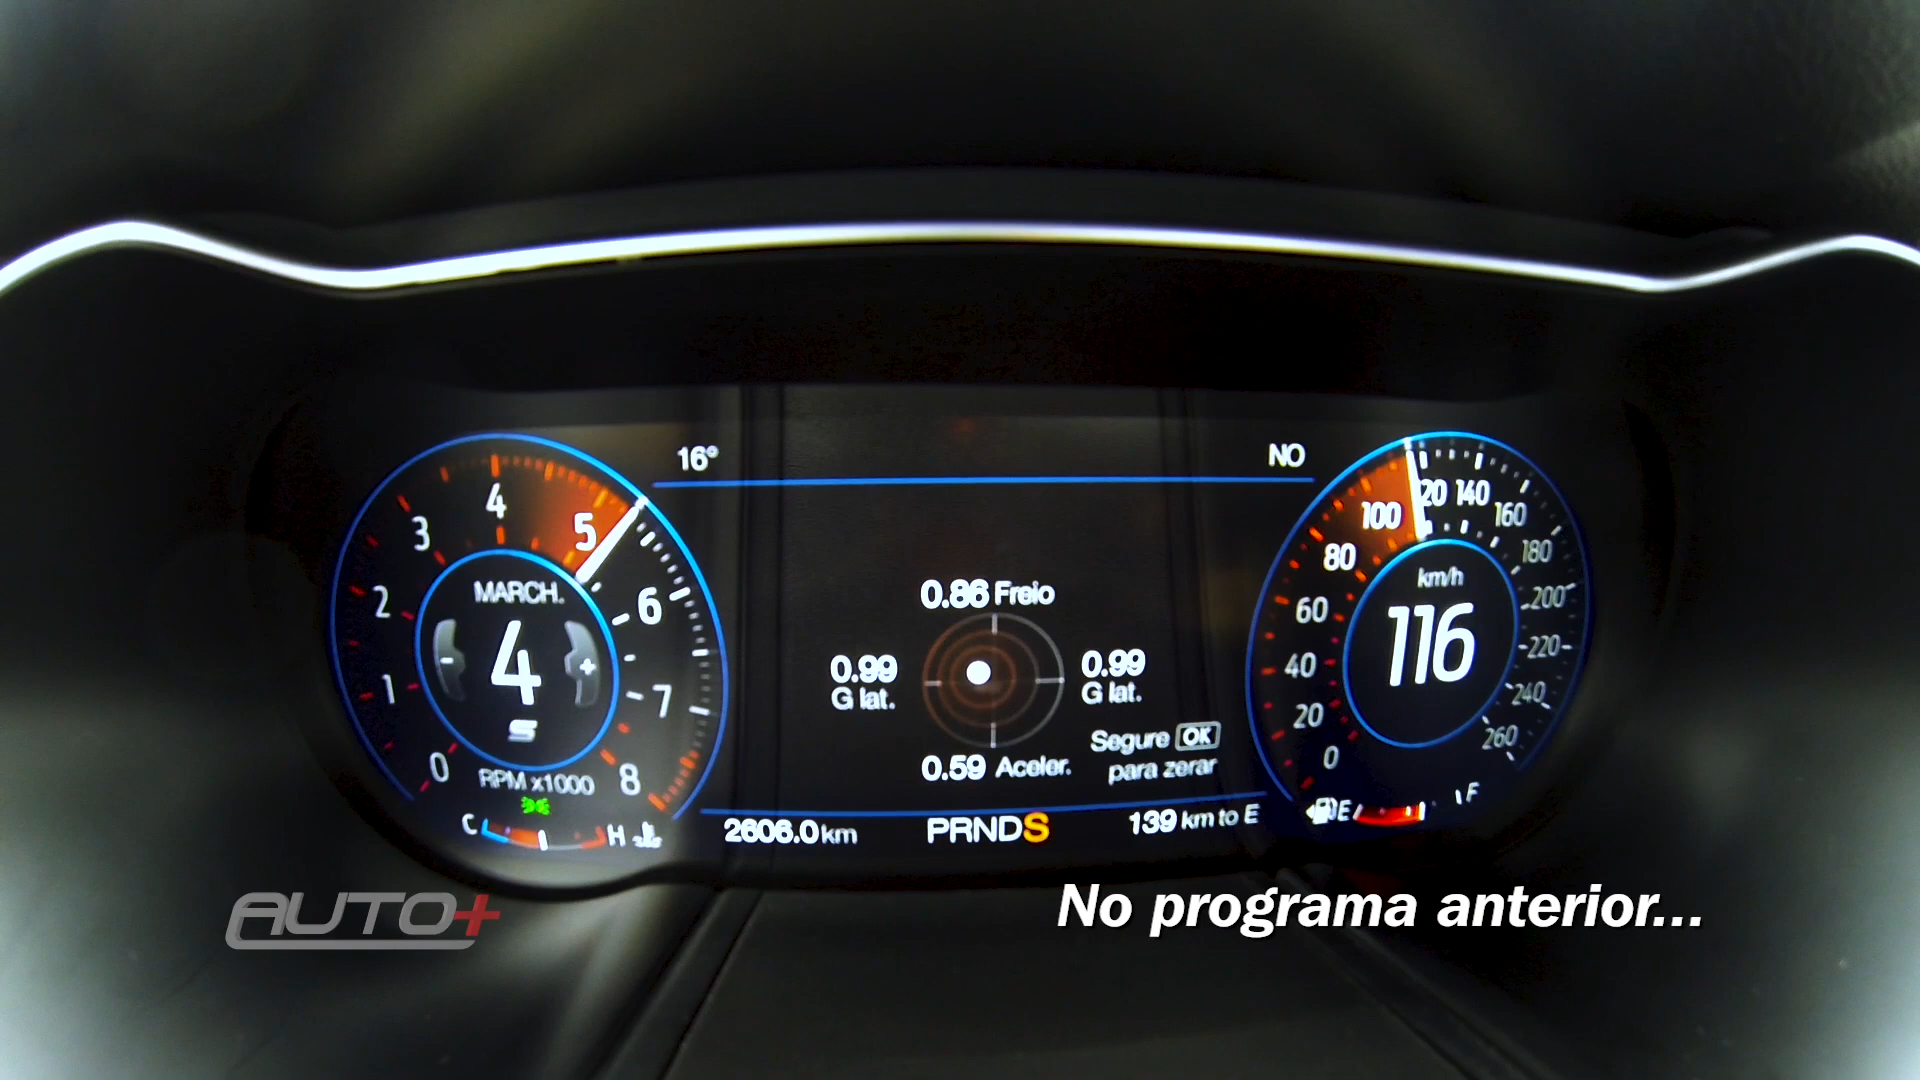 16°
NO
4
5
3
2
6
1
7
0
8
MARCH.
-
4
+
S
RPM x1000
C
H
0.86 Freio
0.99
G lat.
0.99
G lat.
0.59 Aceler.
Segure OK
para zerar
2606.0 km
PRNDS
139 km to E
100
20
140
160
80
180
60
200
40
220
20
240
0
260
km/h
116
E
F
AUTO+
No programa anterior...